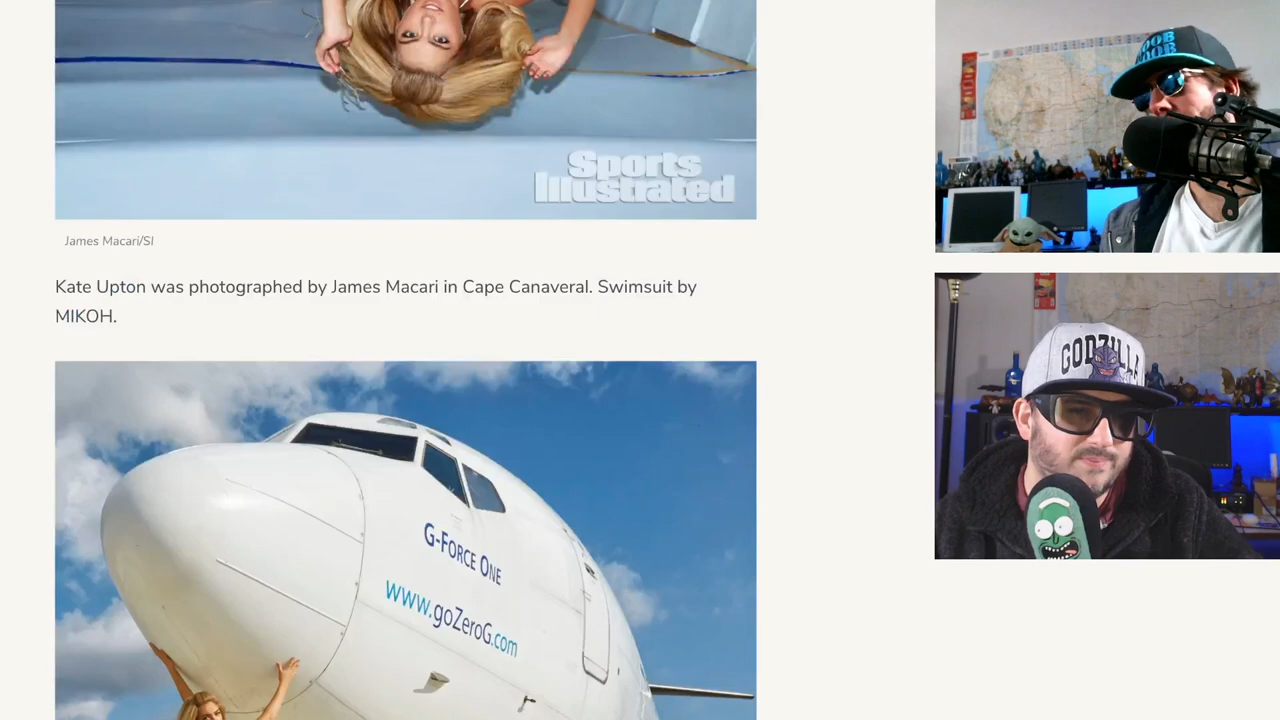 Sports
Illustrated
James Macari/SI
Kate Upton was photographed by James Macari in Cape Canaveral. Swimsuit by
MIKOH.
G-FORCE ONE
www.goZeroG.com
GODZILLA